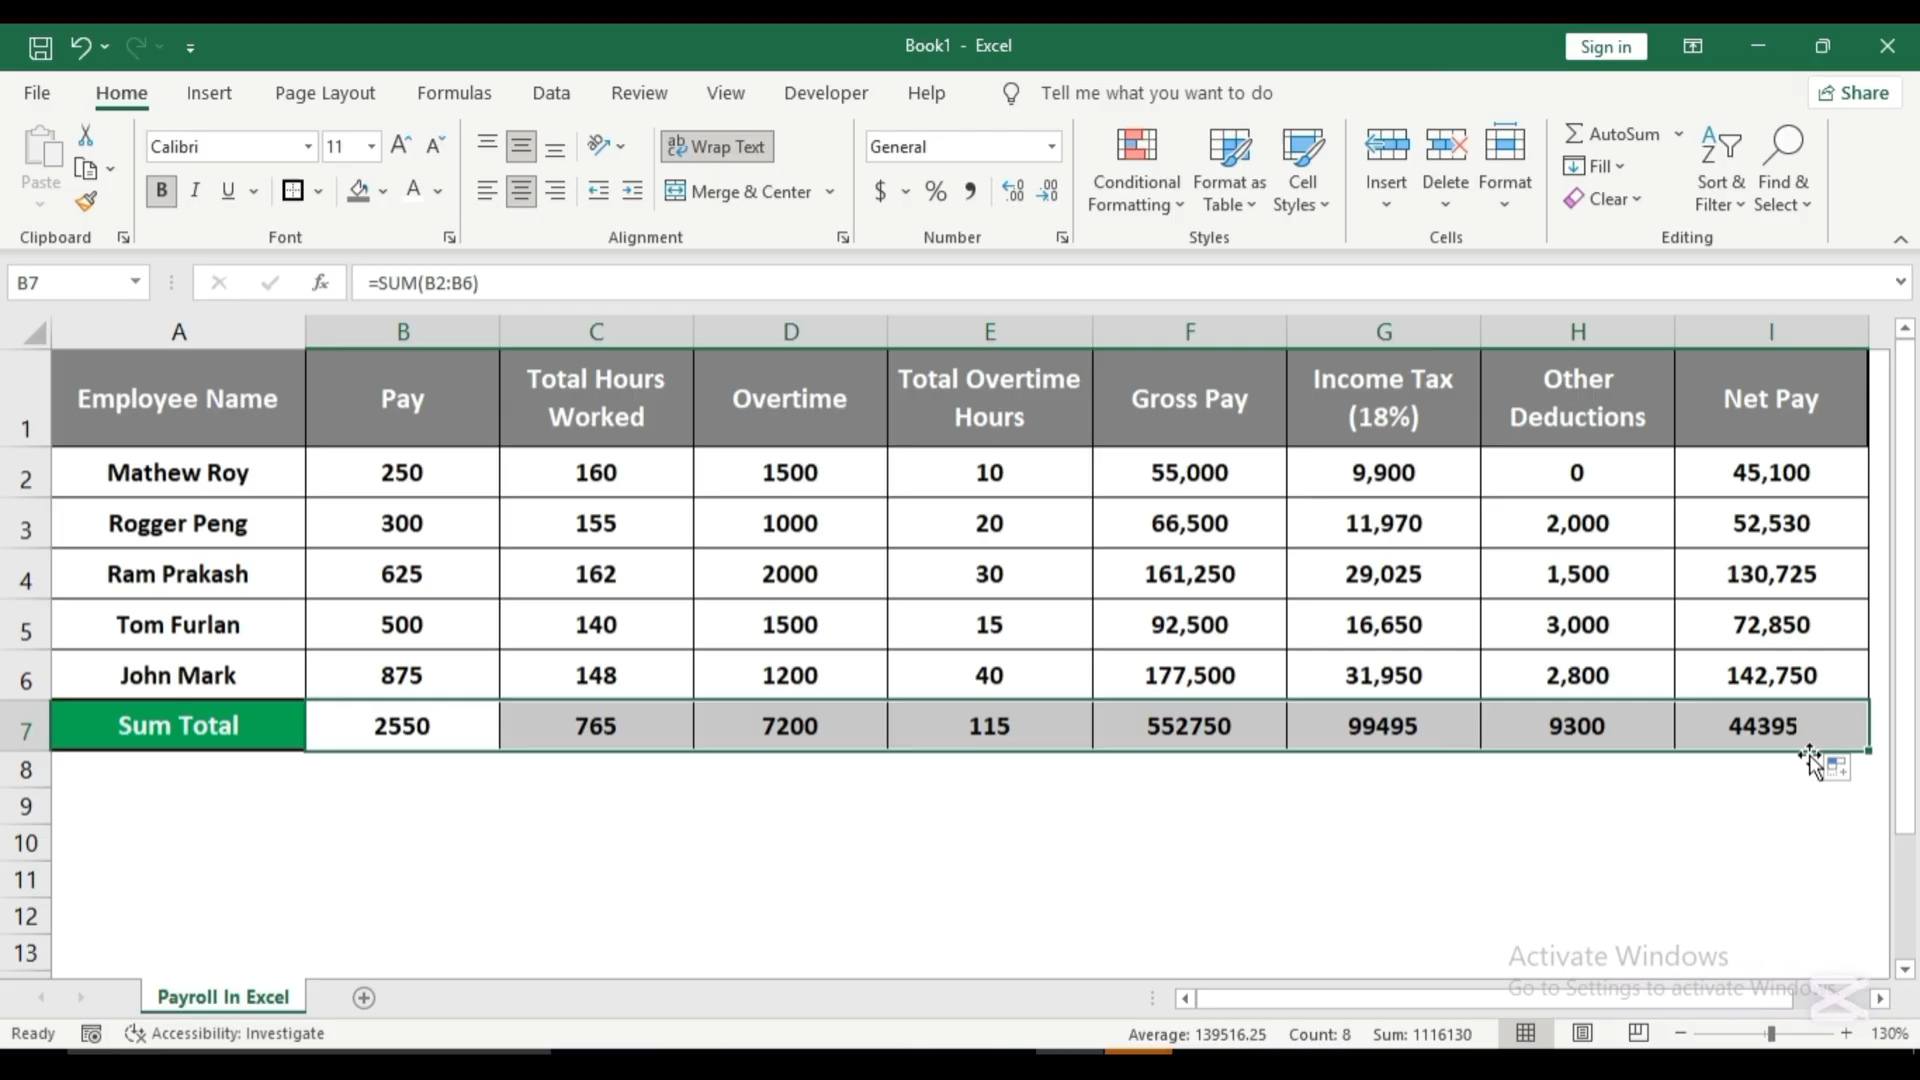 Book1 - Excel
Sign in
File Home Insert Page Layout Formulas Data Review View Developer Help Tell me what you want to do Share
Paste
Clipboard
Calibri 11
B I U A
Font
ab Wrap Text
Merge & Center
Alignment
General
$ % , .00
Number
Conditional Formatting
Format as Table
Cell Styles
Styles
Insert Delete Format
Cells
AutoSum
Fill
Clear
Sort & Filter
Find & Select
Editing
B7 fx =SUM(B2:B6)
A B C D E F G H I
1 Employee Name Pay Total Hours Worked Overtime Total Overtime Hours Gross Pay Income Tax (18%) Other Deductions Net Pay
2 Mathew Roy 250 160 1500 10 55,000 9,900 0 45,100
3 Rogger Peng 300 155 1000 20 66,500 11,970 2,000 52,530
4 Ram Prakash 625 162 2000 30 161,250 29,025 1,500 130,725
5 Tom Furlan 500 140 1500 15 92,500 16,650 3,000 72,850
6 John Mark 875 148 1200 40 177,500 31,950 2,800 142,750
7 Sum Total 2550 765 7200 115 552750 99495 9300 44395
8
9
10
11
12
13
Activate Windows
Go to Settings to activate Windows.
Payroll In Excel
Ready Accessibility: Investigate Average: 139516.25 Count: 8 Sum: 1116130 130%